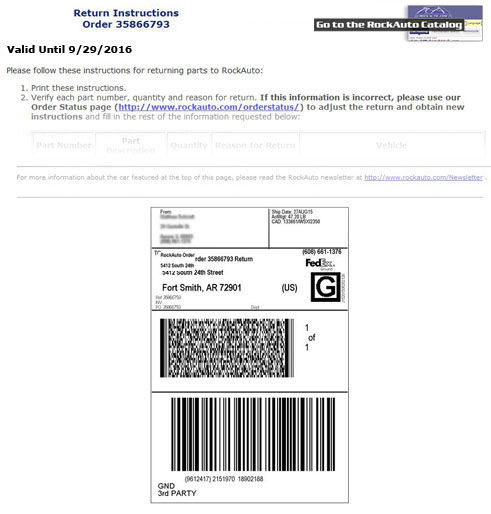 Return Instructions
Order 35866793
Go to the RockAuto Catalog
Valid Until 9/29/2016
Please follow these instructions for returning parts to RockAuto:
1. Print these instructions.
2. Verify each part number, quantity and reason for return. If this information is incorrect, please use our
Order Status page (http://www.rockauto.com/orderstatus/) to adjust the return and obtain new
instructions and fill in the rest of the information requested below:
Part Number Part Description Quantity Reason for Return Vehicle
For more information about the car featured at the top of this page, please read the RockAuto newsletter at http://www.rockauto.com/Newsletter .
From:
Ship Date: 27AUG15
ActWgt: 47.20 LB
CAD: 133601/WSXI2350
(608) 661-1376
RockAuto Order
rder 35866793 Return
5412 South 24th
5412 South 24th Street
Fort Smith, AR 72901 (US)
FedEx
Ground
G
Ref: 35866793
INV:
PO: 35866793 Dept:
1
of
1
(9612417) 2151970 18902188
GND
3rd PARTY